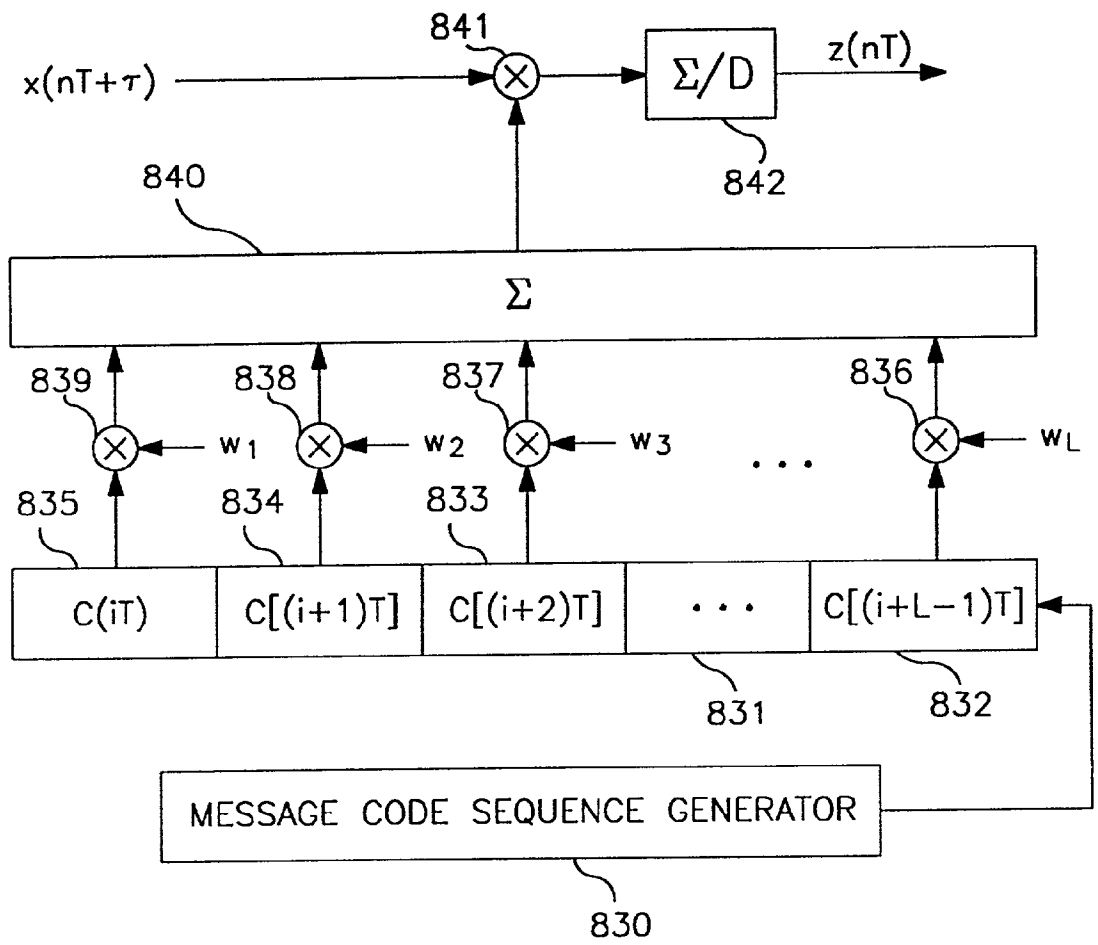 841
x(nT+τ)
Σ/D
z(nT)
842
840
Σ
839
838
837
836
w1
w2
w3
...
wL
835
834
833
C(iT)
C[(i+1)T]
C[(i+2)T]
...
C[(i+L-1)T]
831
832
MESSAGE CODE SEQUENCE GENERATOR
830